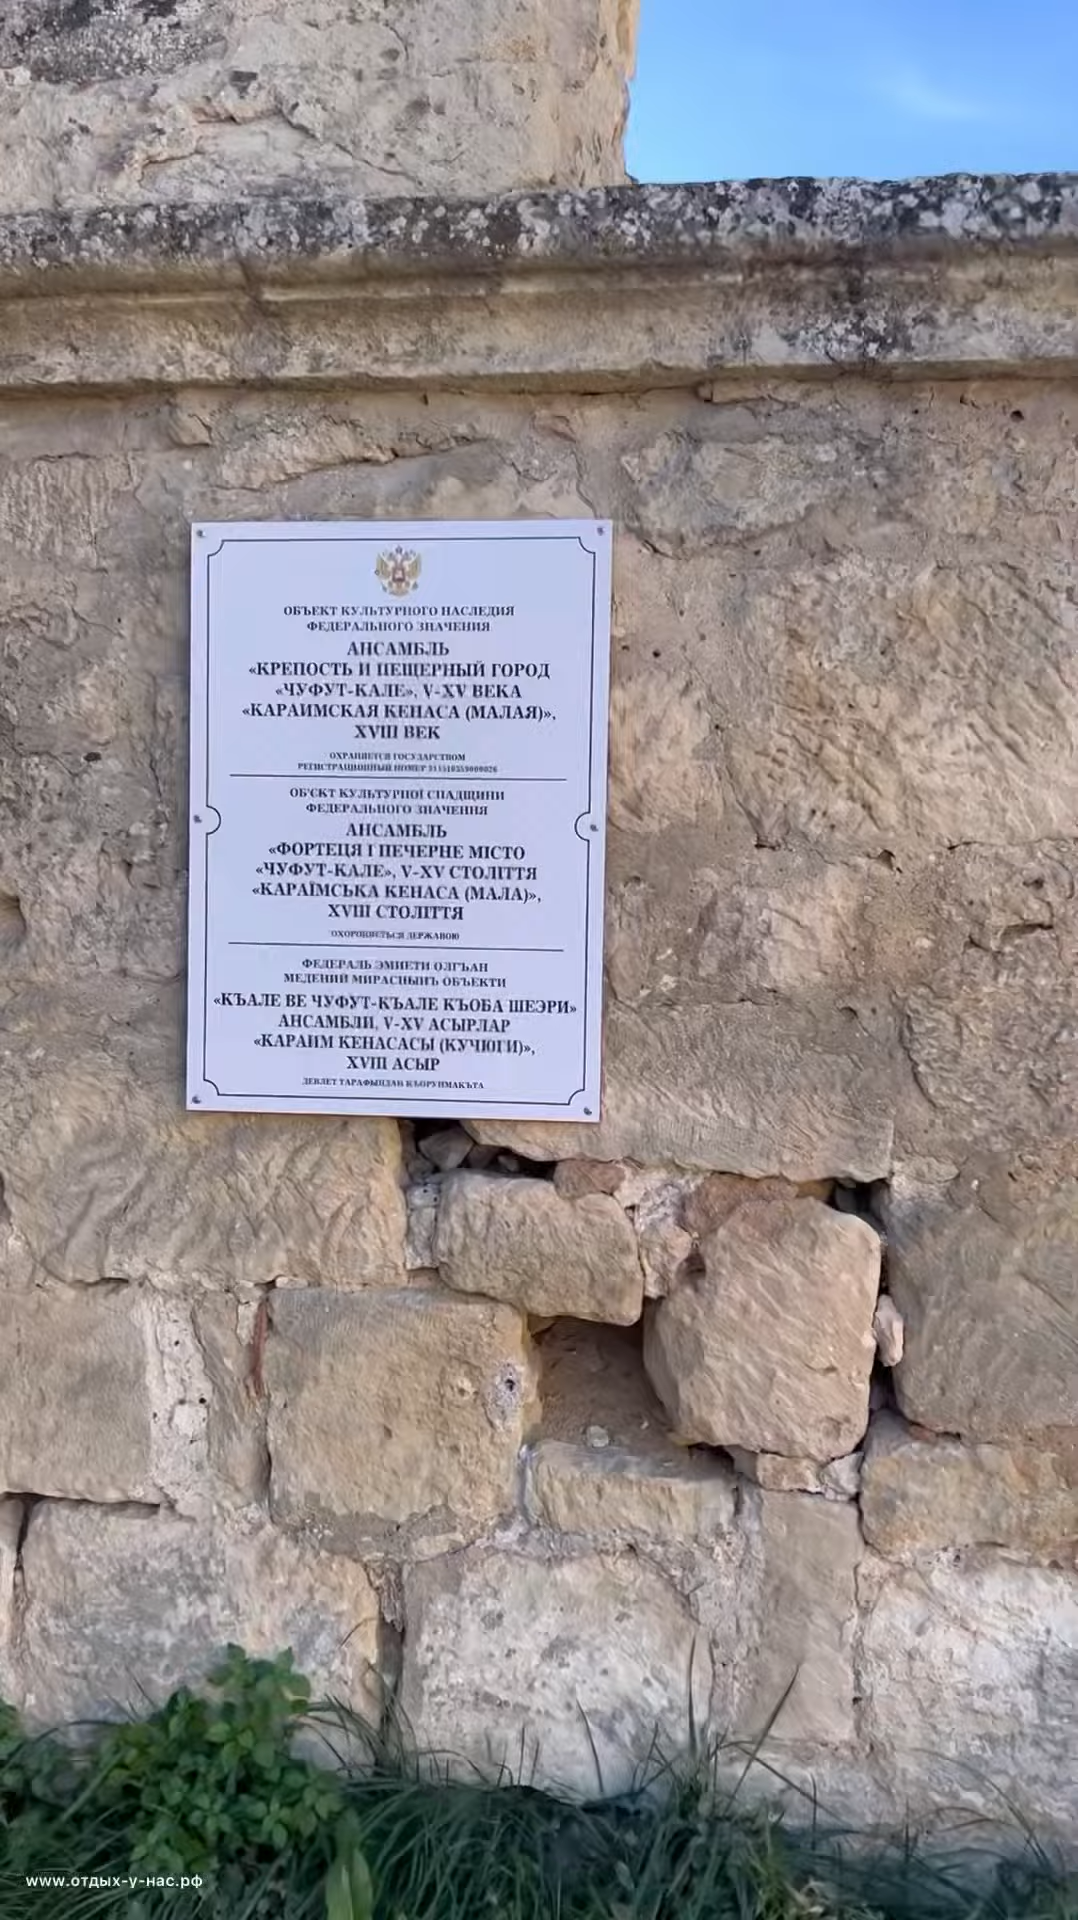 ОБЪЕКТ КУЛЬТУРНОГО НАСЛЕДИЯ
ФЕДЕРАЛЬНОГО ЗНАЧЕНИЯ
АНСАМБЛЬ
«КРЕПОСТЬ И ПЕЩЕРНЫЙ ГОРОД
«ЧУФУТ-КАЛЕ», V-XV ВЕКА
«КАРАИМСКАЯ КЕНАСА (МАЛАЯ)»,
XVIII ВЕК
ОХРАНЯЕТСЯ ГОСУДАРСТВОМ
РЕГИСТРАЦИОННЫЙ НОМЕР
ОБ'ЄКТ КУЛЬТУРНОЇ СПАДЩИНИ
ФЕДЕРАЛЬНОГО ЗНАЧЕННЯ
АНСАМБЛЬ
«ФОРТЕЦЯ І ПЕЧЕРНЕ МІСТО
«ЧУФУТ-КАЛЕ», V-XV СТОЛІТТЯ
«КАРАЇМСЬКА КЕНАСА (МАЛА)»,
XVIII СТОЛІТТЯ
ОХОРОНЯЄТЬСЯ ДЕРЖАВОЮ
ФЕДЕРАЛЬ ЭМИЕТИ ОЛГЪАН
МЕДЕНИЙ МИРАСНЫНЪ ОБЪЕКТИ
«КЪАЛЕ ВЕ ЧУФУТ-КЪАЛЕ КЪОБА ШЕЭРИ»
АНСАМБЛИ, V-XV АСЫРЛАР
«КАРАИМ КЕНАСАСЫ (КУЧЮГИ)»,
XVIII АСЫР
ДЕВЛЕТ ТАРАФЫНДАН КЪОРУНМАКЪТА
www.отдых-у-нас.рф